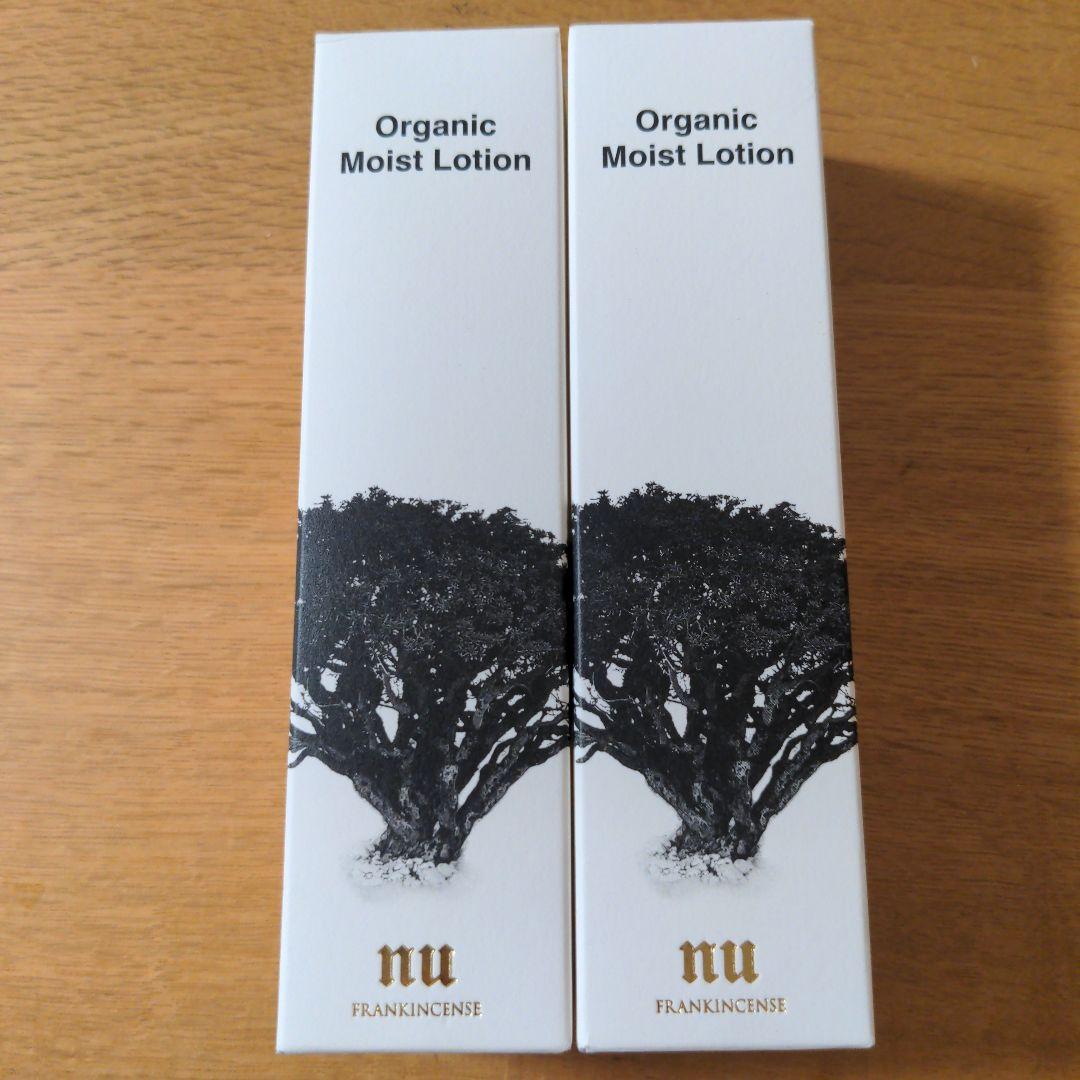 Organic
Moist Lotion
nu
FRANKINCENSE
Organic
Moist Lotion
nu
FRANKINCENSE